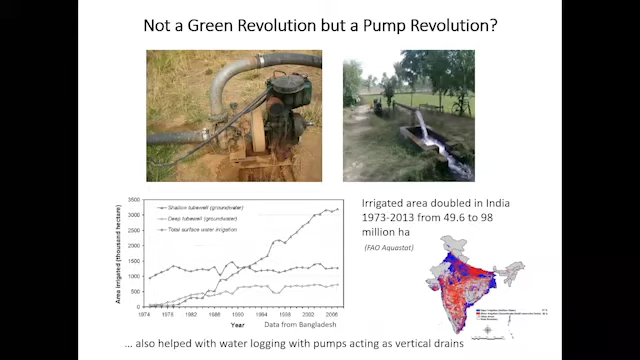 Not a Green Revolution but a Pump Revolution?
3500
3000
2500
2000
1500
1000
500
0
Area irrigated (thousand hectare)
Shallow tubewell (groundwater)
Deep tubewell (groundwater)
Total surface water irrigation
1974 1978 1982 1986 1990 1994 1998 2002 2006
Year
Data from Bangladesh
Irrigated area doubled in India
1973-2013 from 49.6 to 98
million ha
(FAO Aquastat)
... also helped with water logging with pumps acting as vertical drains